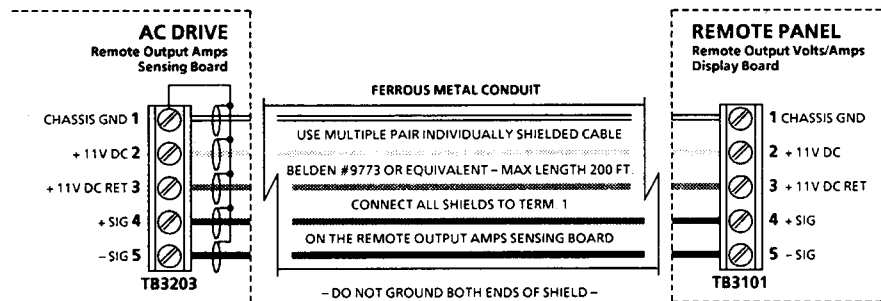 AC DRIVE
Remote Output Amps
Sensing Board
REMOTE PANEL
Remote Output Volts/Amps
Display Board
FERROUS METAL CONDUIT
CHASSIS GND 1
+ 11V DC 2
+ 11V DC RET 3
+ SIG 4
– SIG 5
TB3203
USE MULTIPLE PAIR INDIVIDUALLY SHIELDED CABLE
BELDEN #9773 OR EQUIVALENT – MAX LENGTH 200 FT.
CONNECT ALL SHIELDS TO TERM. 1
ON THE REMOTE OUTPUT AMPS SENSING BOARD
– DO NOT GROUND BOTH ENDS OF SHIELD –
1 CHASSIS GND
2 + 11V DC
3 + 11V DC RET
4 + SIG
5 – SIG
TB3101